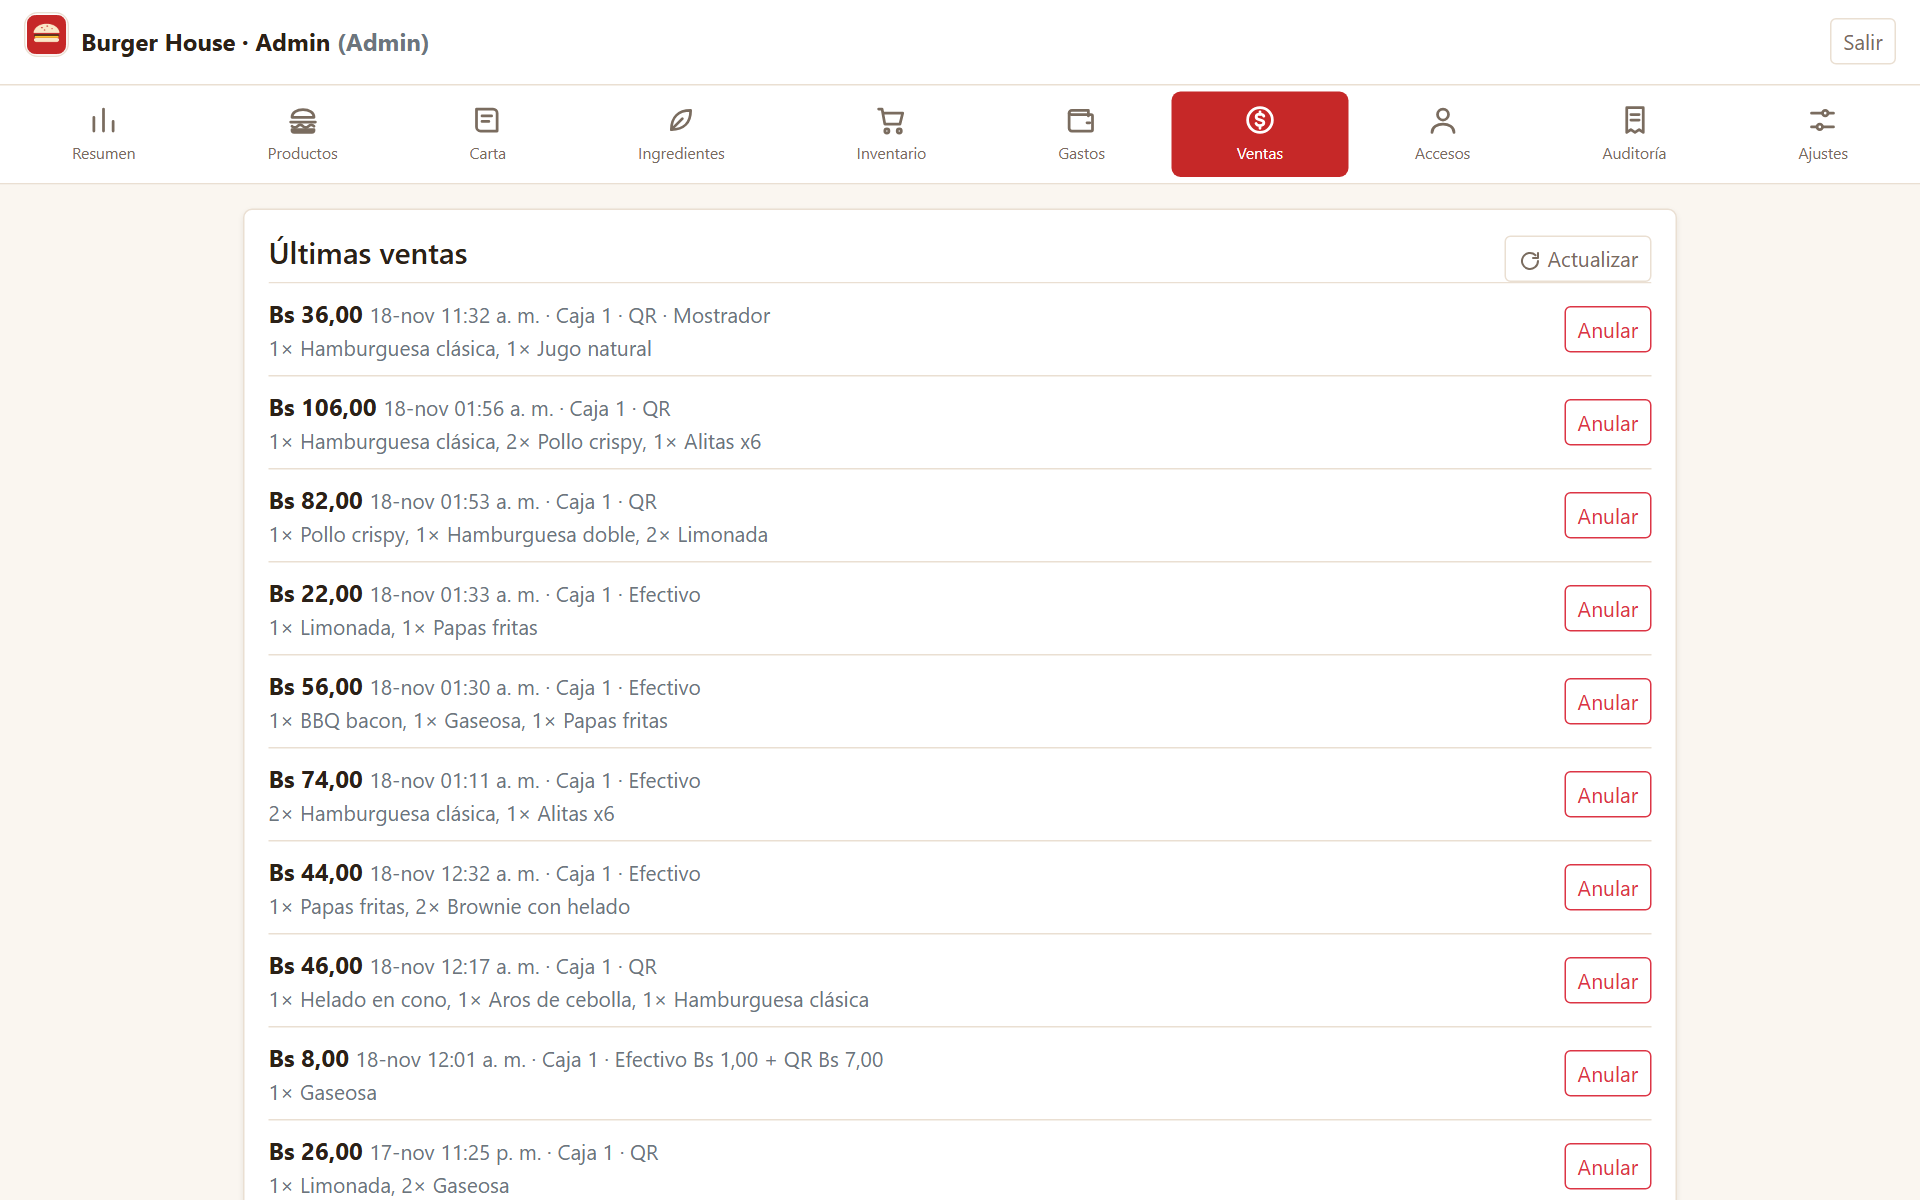 Burger House · Admin (Admin)
Salir
Resumen
Productos
Carta
Ingredientes
Inventario
Gastos
Ventas
Accesos
Auditoría
Ajustes
Últimas ventas
Actualizar
Bs 36,00 18-nov 11:32 a. m. · Caja 1 · QR · Mostrador
1× Hamburguesa clásica, 1× Jugo natural
Anular
Bs 106,00 18-nov 01:56 a. m. · Caja 1 · QR
1× Hamburguesa clásica, 2× Pollo crispy, 1× Alitas x6
Anular
Bs 82,00 18-nov 01:53 a. m. · Caja 1 · QR
1× Pollo crispy, 1× Hamburguesa doble, 2× Limonada
Anular
Bs 22,00 18-nov 01:33 a. m. · Caja 1 · Efectivo
1× Limonada, 1× Papas fritas
Anular
Bs 56,00 18-nov 01:30 a. m. · Caja 1 · Efectivo
1× BBQ bacon, 1× Gaseosa, 1× Papas fritas
Anular
Bs 74,00 18-nov 01:11 a. m. · Caja 1 · Efectivo
2× Hamburguesa clásica, 1× Alitas x6
Anular
Bs 44,00 18-nov 12:32 a. m. · Caja 1 · Efectivo
1× Papas fritas, 2× Brownie con helado
Anular
Bs 46,00 18-nov 12:17 a. m. · Caja 1 · QR
1× Helado en cono, 1× Aros de cebolla, 1× Hamburguesa clásica
Anular
Bs 8,00 18-nov 12:01 a. m. · Caja 1 · Efectivo Bs 1,00 + QR Bs 7,00
1× Gaseosa
Anular
Bs 26,00 17-nov 11:25 p. m. · Caja 1 · QR
1× Limonada, 2× Gaseosa
Anular